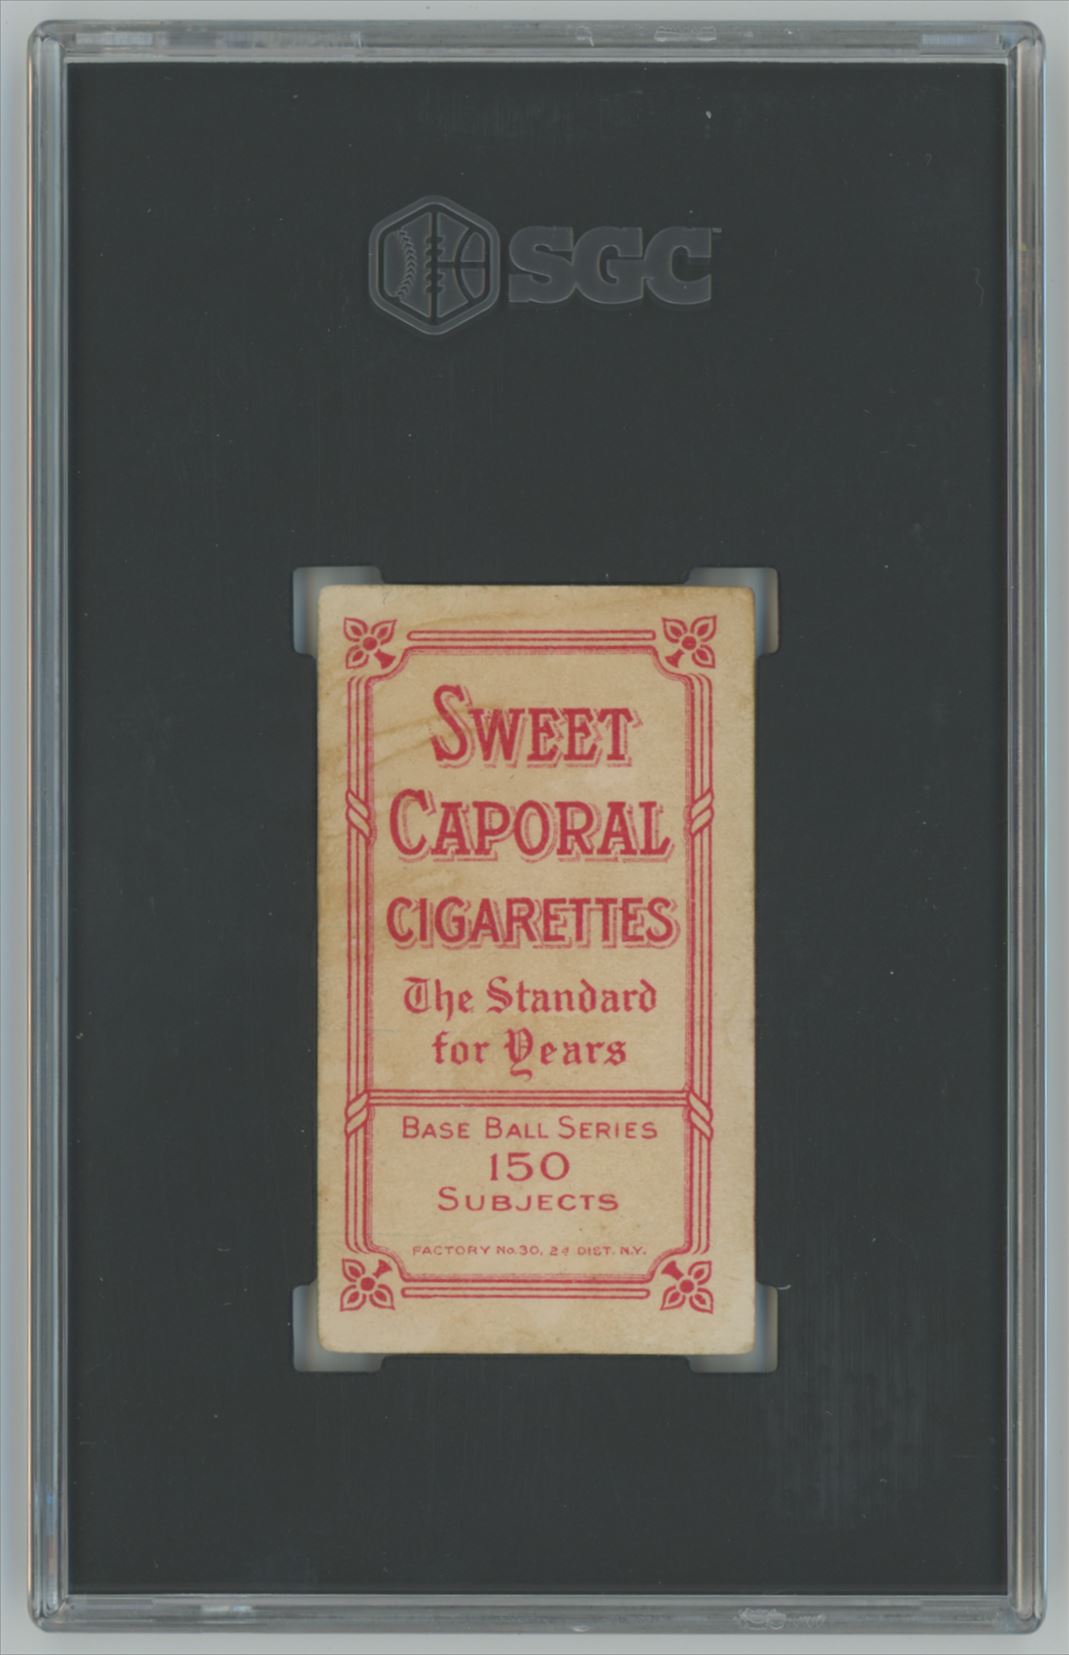 SGC
SWEET
CAPORAL
CIGARETTES
The Standard
for Years
BASE BALL SERIES
150
SUBJECTS
FACTORY No. 30, 2d DIST. N.Y.